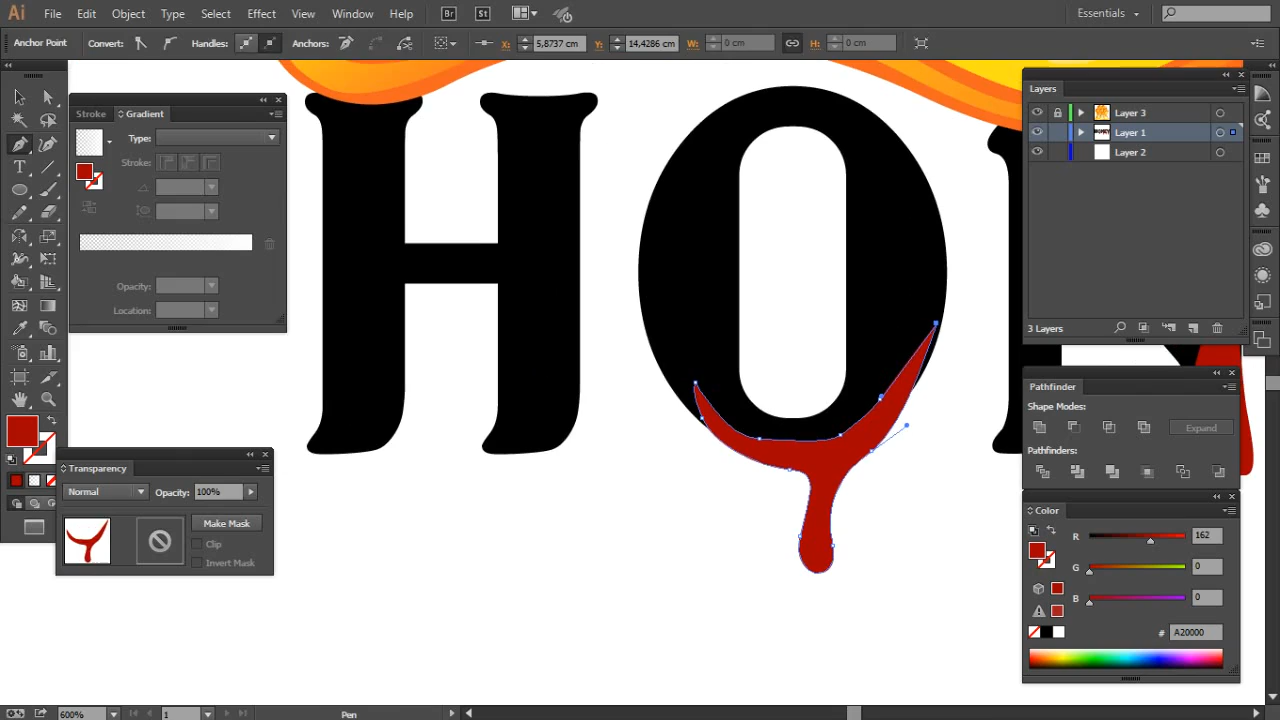 Ai File Edit Object Type Select Effect View Window Help Br St Essentials
Anchor Point Convert: Handles: Anchors: X: 5,8737 cm Y: 14,4286 cm W: 0 cm H: 0 cm
Stroke Gradient
Type:
Stroke:
Opacity:
Location:
Transparency
Normal Opacity: 100%
Make Mask
Clip
Invert Mask
HO
Layers
Layer 3
Layer 1
Layer 2
3 Layers
Pathfinder
Shape Modes:
Expand
Pathfinders:
Color
R 162
G 0
B 0
# A20000
600% 1 Pen